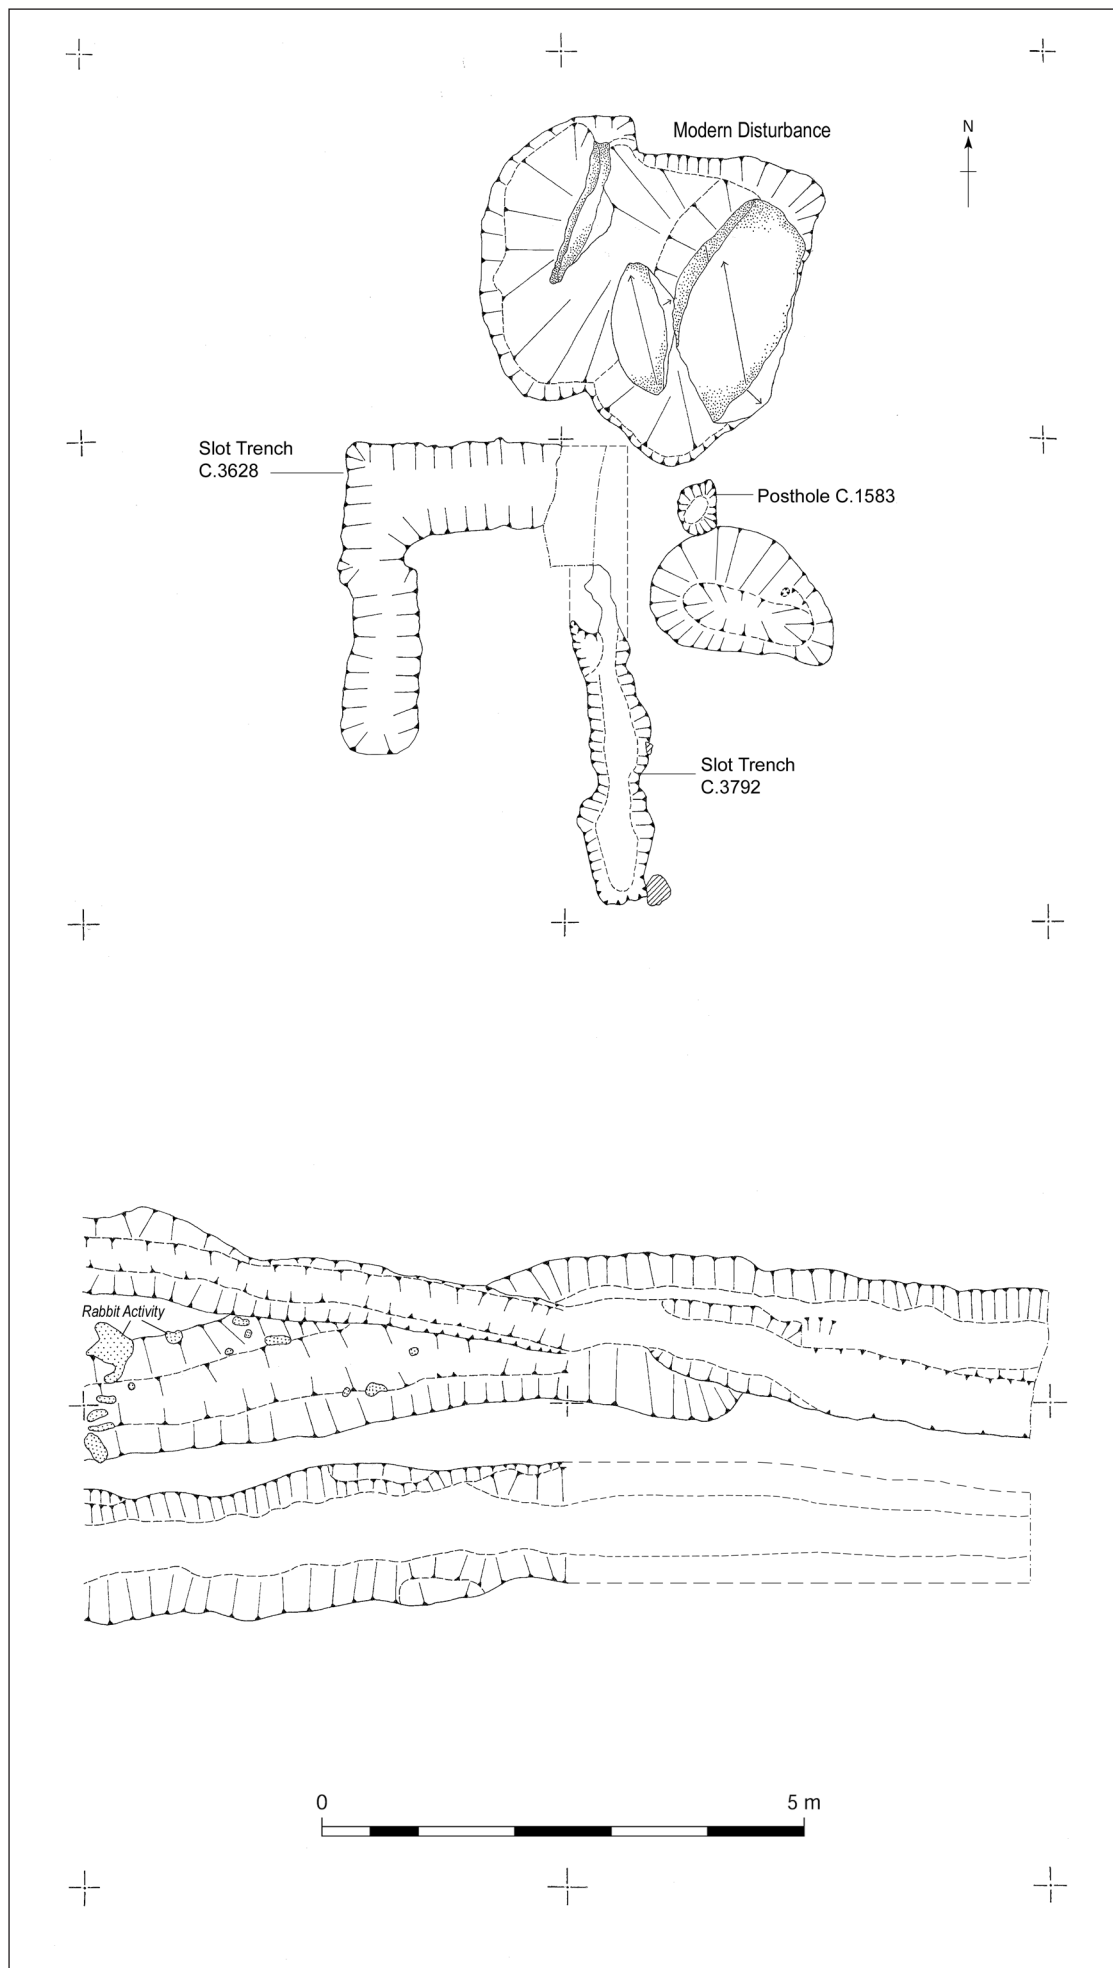 Modern Disturbance
N
Slot Trench
C.3628
Posthole C.1583
Slot Trench
C.3792
Rabbit Activity
0
5 m